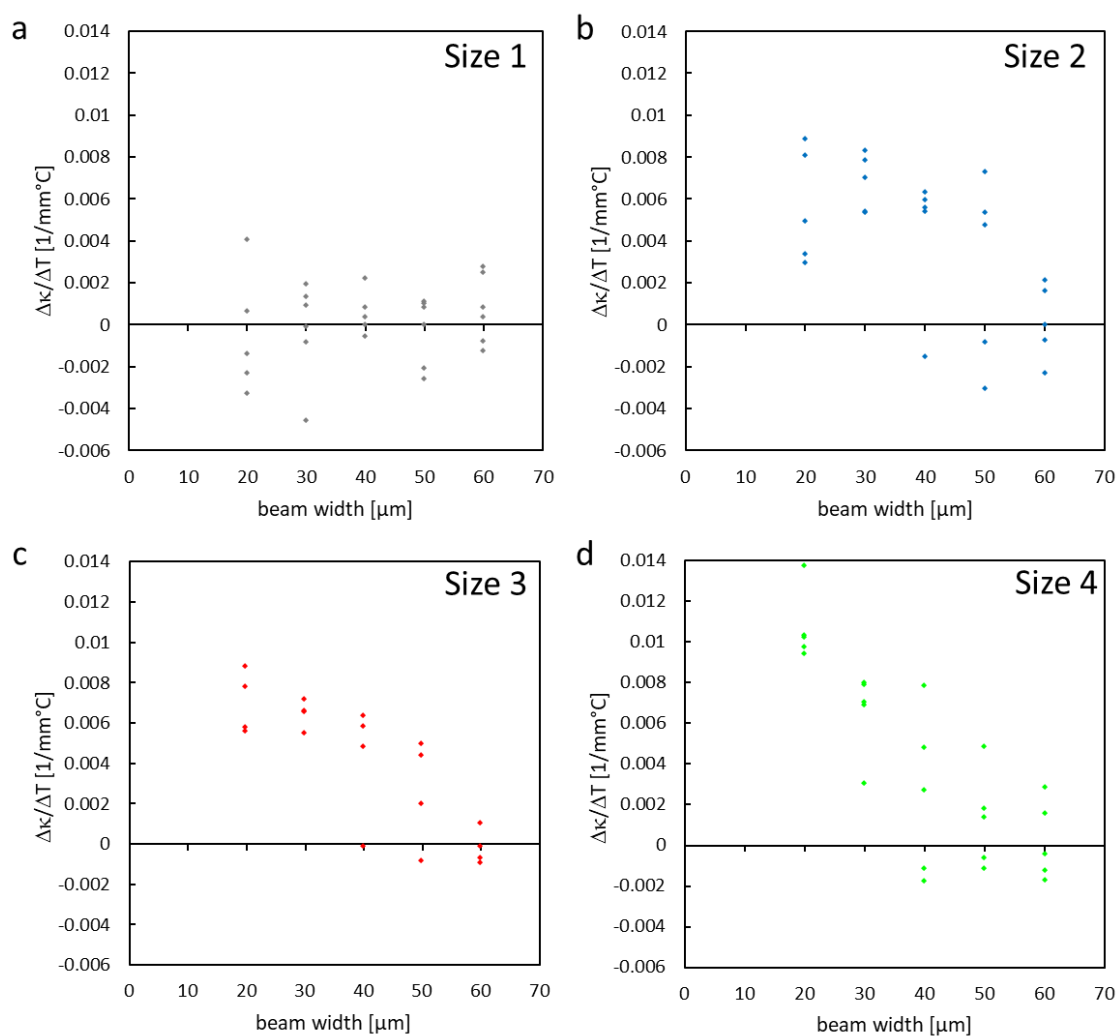 a
Size 1
0.014
0.012
0.01
0.008
0.006
0.004
0.002
0
-0.002
-0.004
-0.006
Δκ/ΔT [1/mm°C]
0 10 20 30 40 50 60 70
beam width [µm]
b
Size 2
0.014
0.012
0.01
0.008
0.006
0.004
0.002
0
-0.002
-0.004
-0.006
Δκ/ΔT [1/mm°C]
0 10 20 30 40 50 60 70
beam width [µm]
c
Size 3
0.014
0.012
0.01
0.008
0.006
0.004
0.002
0
-0.002
-0.004
-0.006
Δκ/ΔT [1/mm°C]
0 10 20 30 40 50 60 70
beam width [µm]
d
Size 4
0.014
0.012
0.01
0.008
0.006
0.004
0.002
0
-0.002
-0.004
-0.006
Δκ/ΔT [1/mm°C]
0 10 20 30 40 50 60 70
beam width [µm]